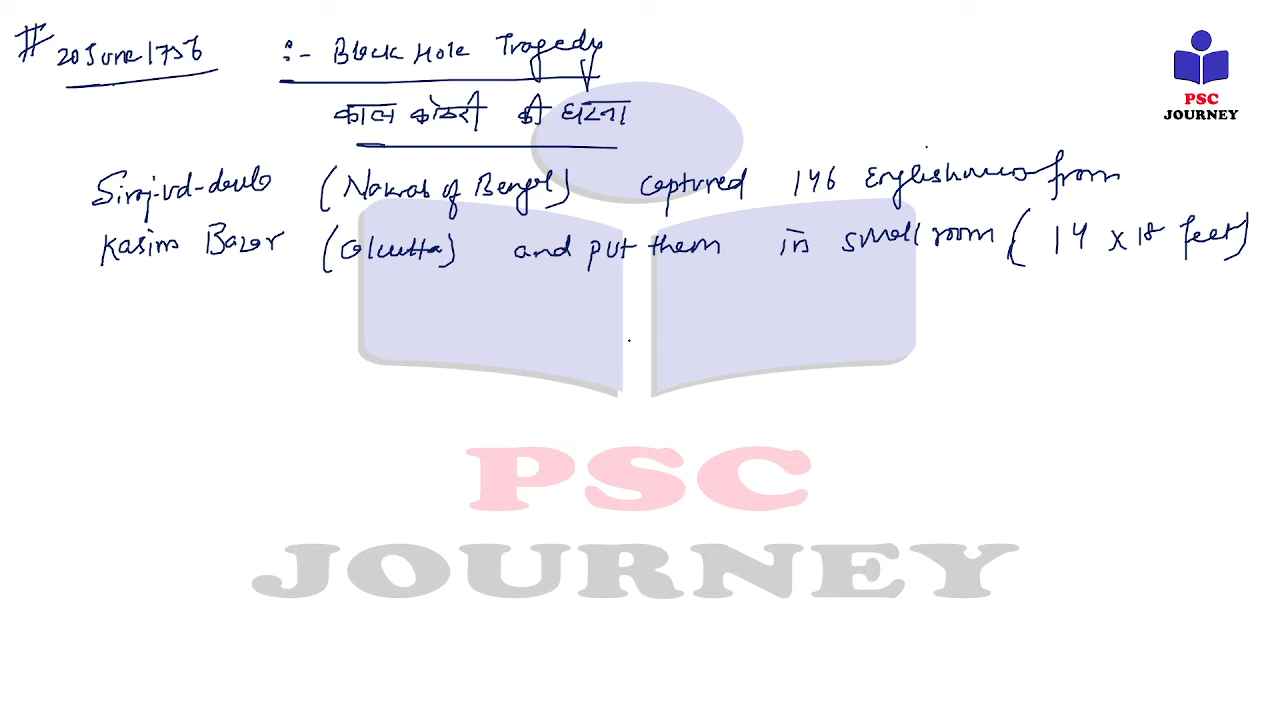 # 20 June 1756 :- Black Hole Tragedy
काल कोठरी की घटना
Siraj-ud-daula (Nawab of Bengal) captured 146 Englishmen from
Kasim Bazar (Calcutta) and put them in small room (14 x 18 feet)
PSC
JOURNEY
PSC
JOURNEY